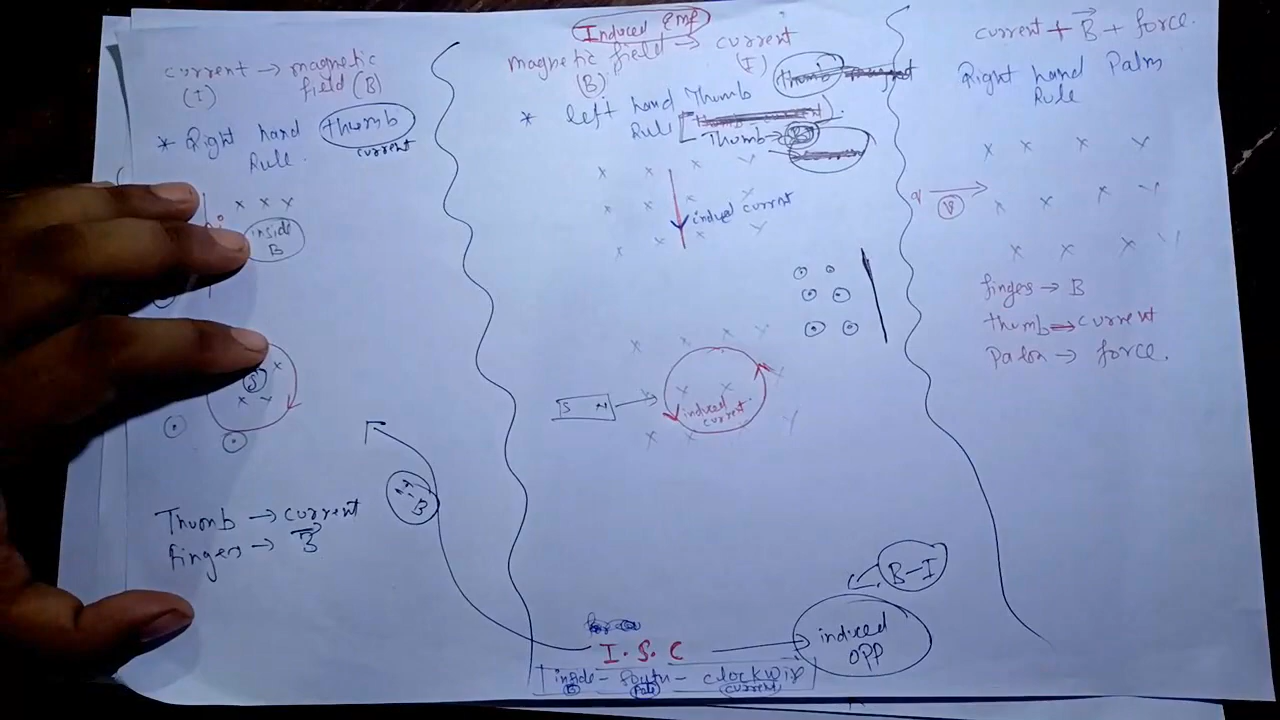 current → magnetic
(I) field (B)
* Right hand thumb
Rule. current
x x x
inside
B
S
x x
Thumb → current
fingers → B
Induced emf
magnetic field → current
(B) (I)
* left hand Thumb
Rule
Thumb →
x x x x
induced current
S N
induced
current
B
I. S. C
inside - South - clockwise
Pole current
B-I
induced
opp
current + B + force.
Right hand Palm
Rule
x x x x
V
x x x x
x x x x
fingers → B
thumb → current
Palm → force.